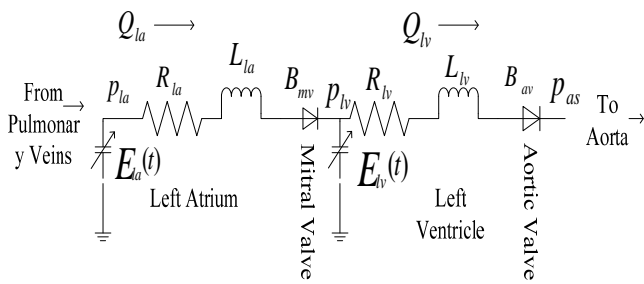 Q_la
Q_lv
From
Pulmonar
y Veins
p_la
R_la
L_la
B_mv
p_lv
R_lv
L_lv
B_av
p_as
To
Aorta
E_la(t)
E_lv(t)
Left Atrium
Mitral Valve
Left
Ventricle
Aortic Valve